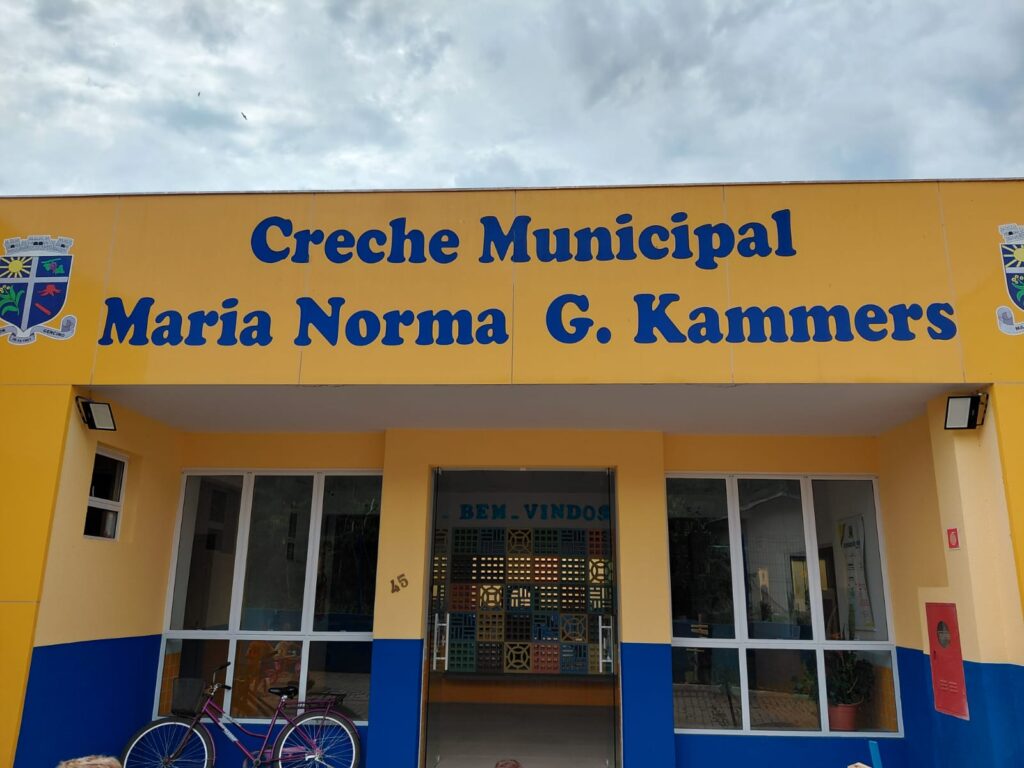 Creche Municipal
Maria Norma G. Kammers
BEM-VINDOS
45